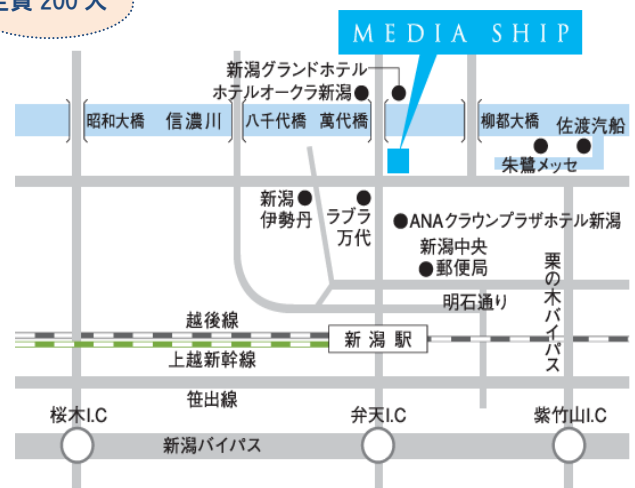 定員 200 人
MEDIA SHIP
新潟グランドホテル
ホテルオークラ新潟
昭和大橋
信濃川
八千代橋
萬代橋
柳都大橋
佐渡汽船
朱鷺メッセ
新潟
伊勢丹
ラブラ
万代
ANAクラウンプラザホテル新潟
新潟中央
郵便局
明石通り
栗の木バイパス
越後線
新潟駅
上越新幹線
笹出線
桜木I.C
弁天I.C
紫竹山I.C
新潟バイパス